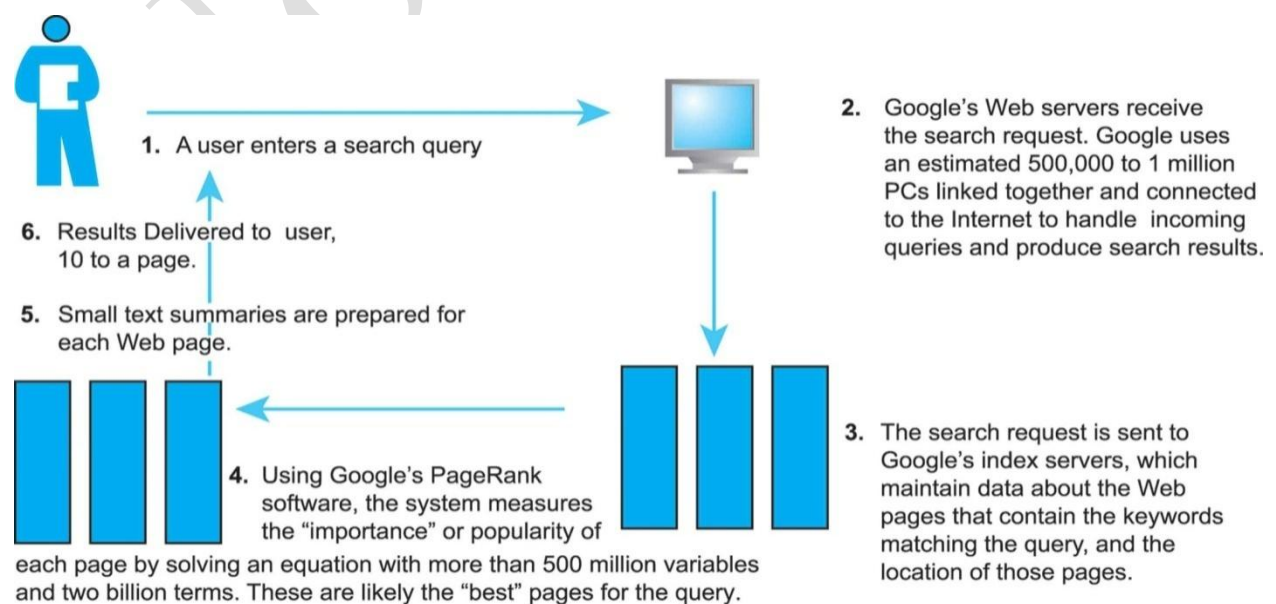 1. A user enters a search query
2. Google's Web servers receive
the search request. Google uses
an estimated 500,000 to 1 million
PCs linked together and connected
to the Internet to handle incoming
queries and produce search results.
3. The search request is sent to
Google's index servers, which
maintain data about the Web
pages that contain the keywords
matching the query, and the
location of those pages.
4. Using Google's PageRank
software, the system measures
the “importance” or popularity of
each page by solving an equation with more than 500 million variables
and two billion terms. These are likely the “best” pages for the query.
5. Small text summaries are prepared for
each Web page.
6. Results Delivered to user,
10 to a page.